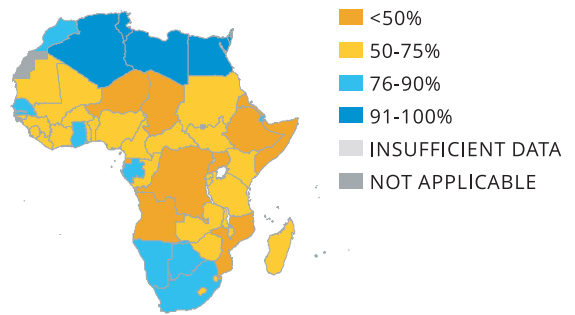 <50%
50-75%
76-90%
91-100%
INSUFFICIENT DATA
NOT APPLICABLE